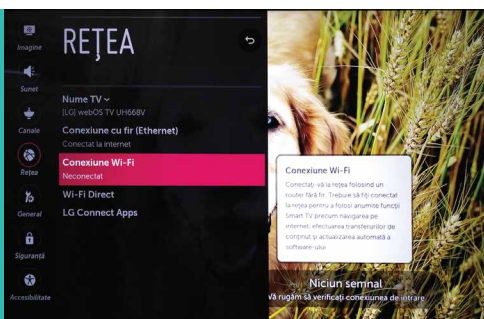 Imagine
Sunet
Canale
Rețea
General
Siguranță
Accesibilitate
REȚEA
Nume TV
[LG] webOS TV UH668V
Conexiune cu fir (Ethernet)
Conectat la internet
Conexiune Wi-Fi
Neconectat
Wi-Fi Direct
LG Connect Apps
Conexiune Wi-Fi
Conectați-vă la rețea folosind un
router fără fir. Trebuie să fiți conectat
la rețea pentru a folosi anumite funcții
Smart TV precum navigarea pe
internet, efectuarea transferurilor de
conținut și actualizarea automată a
software-ului.
Niciun semnal
Vă rugăm să verificați conexiunea de intrare